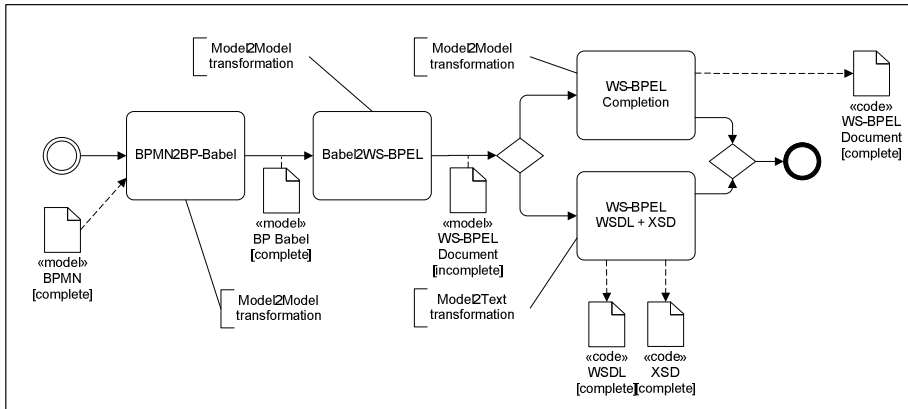 Model2Model
transformation
Model2Model
transformation
WS-BPEL
Completion
«code»
WS-BPEL
Document
[complete]
BPMN2BP-Babel
Babel2WS-BPEL
«model»
BPMN
[complete]
«model»
BP Babel
[complete]
«model»
WS-BPEL
Document
[incomplete]
WS-BPEL
WSDL + XSD
Model2Model
transformation
Model2Text
transformation
«code»
WSDL
[complete]
«code»
XSD
[complete]